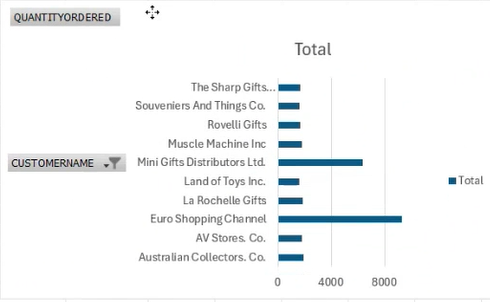 QUANTITYORDERED
Total
The Sharp Gifts...
Souveniers And Things Co.
Rovelli Gifts
Muscle Machine Inc
CUSTOMERNAME
Mini Gifts Distributors Ltd.
Land of Toys Inc.
Total
La Rochelle Gifts
Euro Shopping Channel
AV Stores. Co.
Australian Collectors. Co.
0 4000 8000